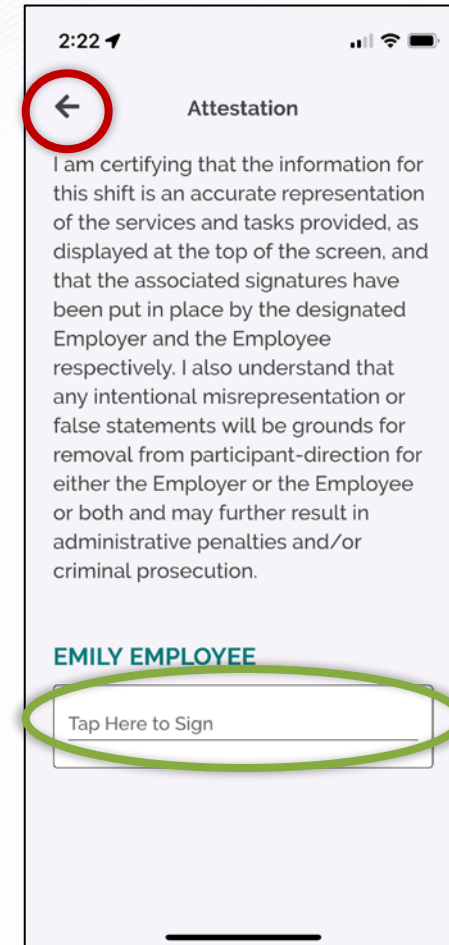 2:22
Attestation
I am certifying that the information for
this shift is an accurate representation
of the services and tasks provided, as
displayed at the top of the screen, and
that the associated signatures have
been put in place by the designated
Employer and the Employee
respectively. I also understand that
any intentional misrepresentation or
false statements will be grounds for
removal from participant-direction for
either the Employer or the Employee
or both and may further result in
administrative penalties and/or
criminal prosecution.
EMILY EMPLOYEE
Tap Here to Sign